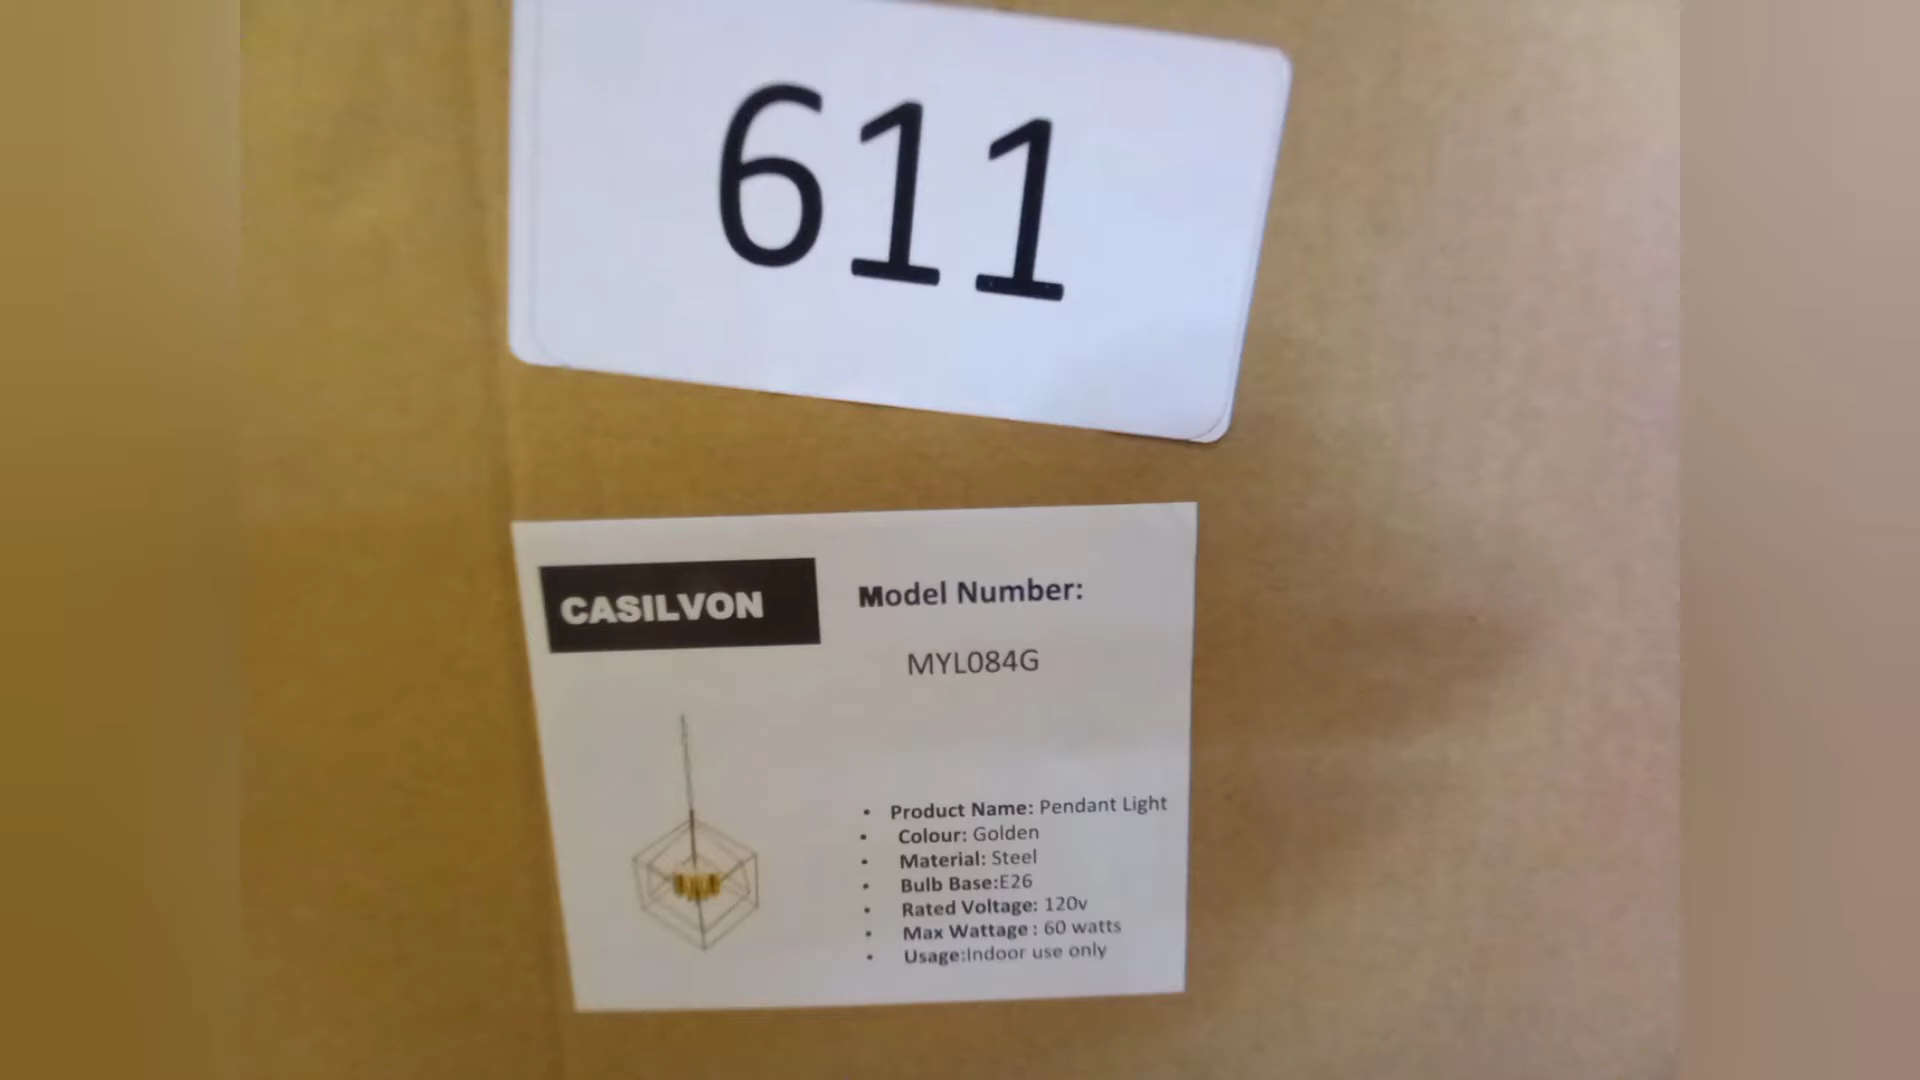 611
CASILVON
Model Number:
MYL084G
• Product Name: Pendant Light
• Colour: Golden
• Material: Steel
• Bulb Base:E26
• Rated Voltage: 120v
• Max Wattage : 60 watts
• Usage:Indoor use only